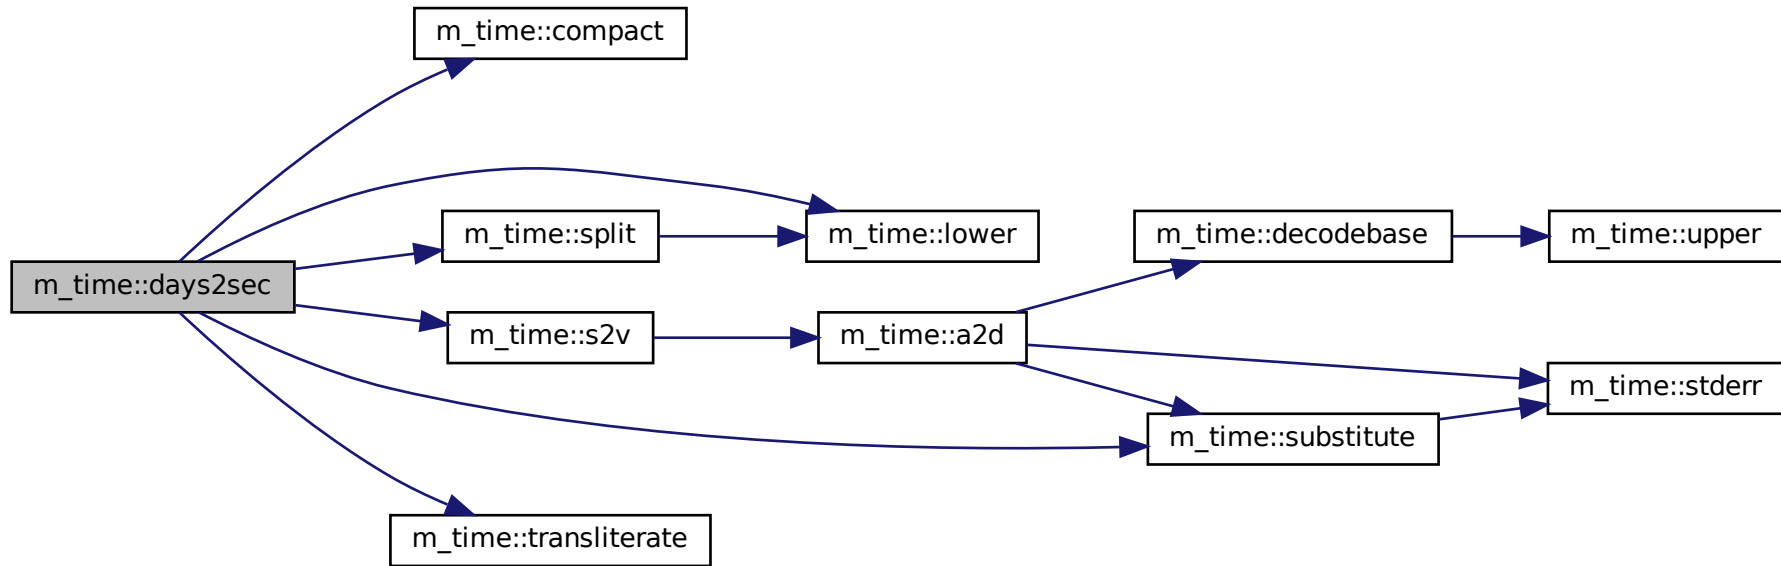 m_time::compact
m_time::split
m_time::lower
m_time::decodebase
m_time::upper
m_time::days2sec
m_time::s2v
m_time::a2d
m_time::stderr
m_time::substitute
m_time::transliterate